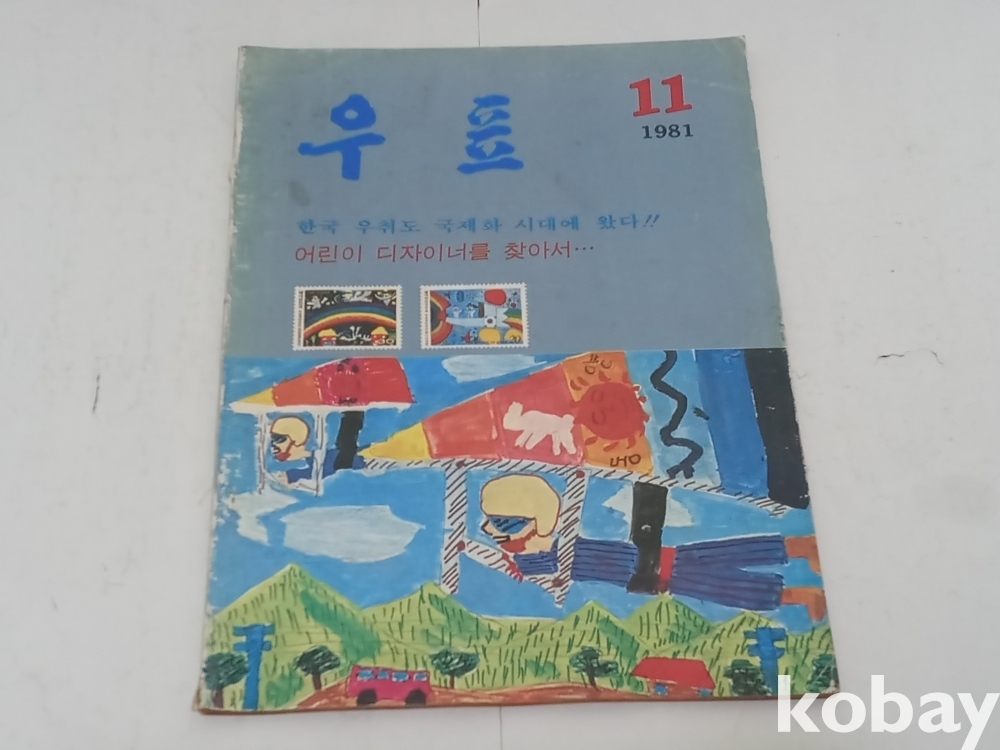 우표
11
1981
한국 우취도 국제화 시대에 왔다!!
어린이 디자이너를 찾아서…
20
kobay